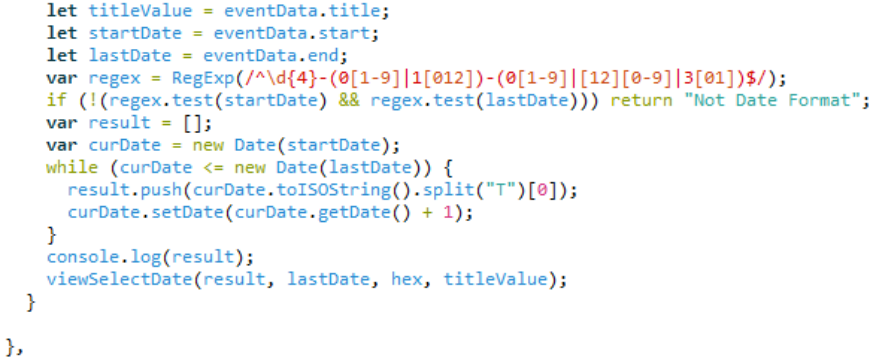 let titleValue = eventData.title;
let startDate = eventData.start;
let lastDate = eventData.end;
var regex = RegExp(/^\d{4}-(0[1-9]|1[012])-(0[1-9]|[12][0-9]|3[01])$/);
if (!(regex.test(startDate) && regex.test(lastDate))) return "Not Date Format";
var result = [];
var curDate = new Date(startDate);
while (curDate <= new Date(lastDate)) {
result.push(curDate.toISOString().split("T")[0]);
curDate.setDate(curDate.getDate() + 1);
}
console.log(result);
viewSelectDate(result, lastDate, hex, titleValue);
}
},